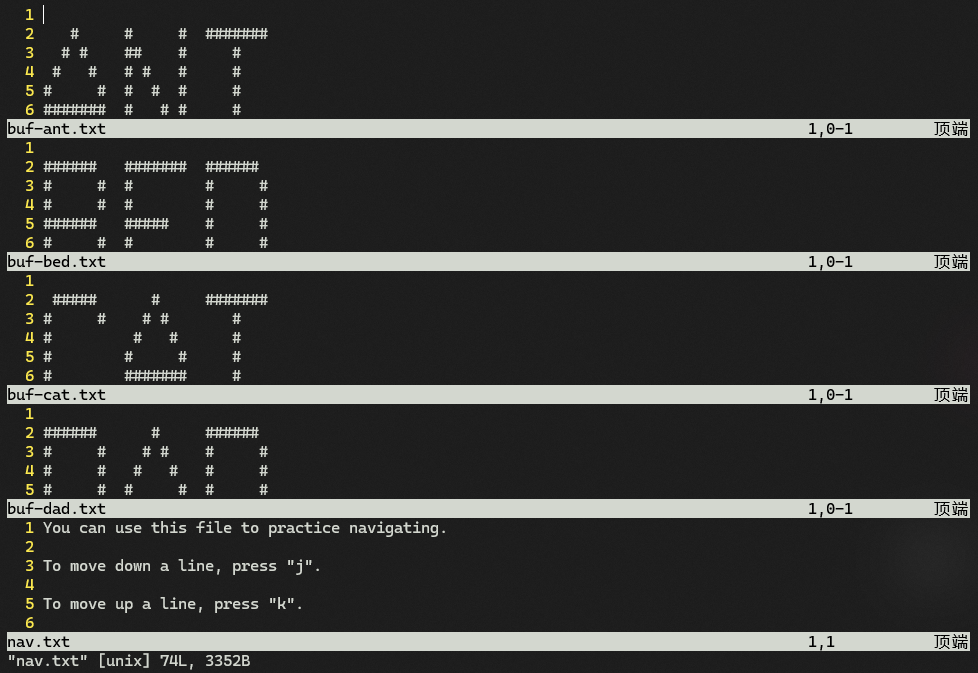 1
2    #     #     #  #######
3   # #    ##    #     #
4  #   #   # #   #     #
5 #     #  #  #  #     #
6 #######  #   # #     #
buf-ant.txt 1,0-1 顶端
1
2 ######   #######  ######
3 #     #  #        #     #
4 #     #  #        #     #
5 ######   #####    #     #
6 #     #  #        #     #
buf-bed.txt 1,0-1 顶端
1
2  #####      #     #######
3 #     #    # #       #
4 #         #   #      #
5 #        #     #     #
6 #        #######     #
buf-cat.txt 1,0-1 顶端
1
2 ######      #     ######
3 #     #    # #    #     #
4 #     #   #   #   #     #
5 #     #  #     #  #     #
buf-dad.txt 1,0-1 顶端
1 You can use this file to practice navigating.
2
3 To move down a line, press "j".
4
5 To move up a line, press "k".
6
nav.txt 1,1 顶端
"nav.txt" [unix] 74L, 3352B